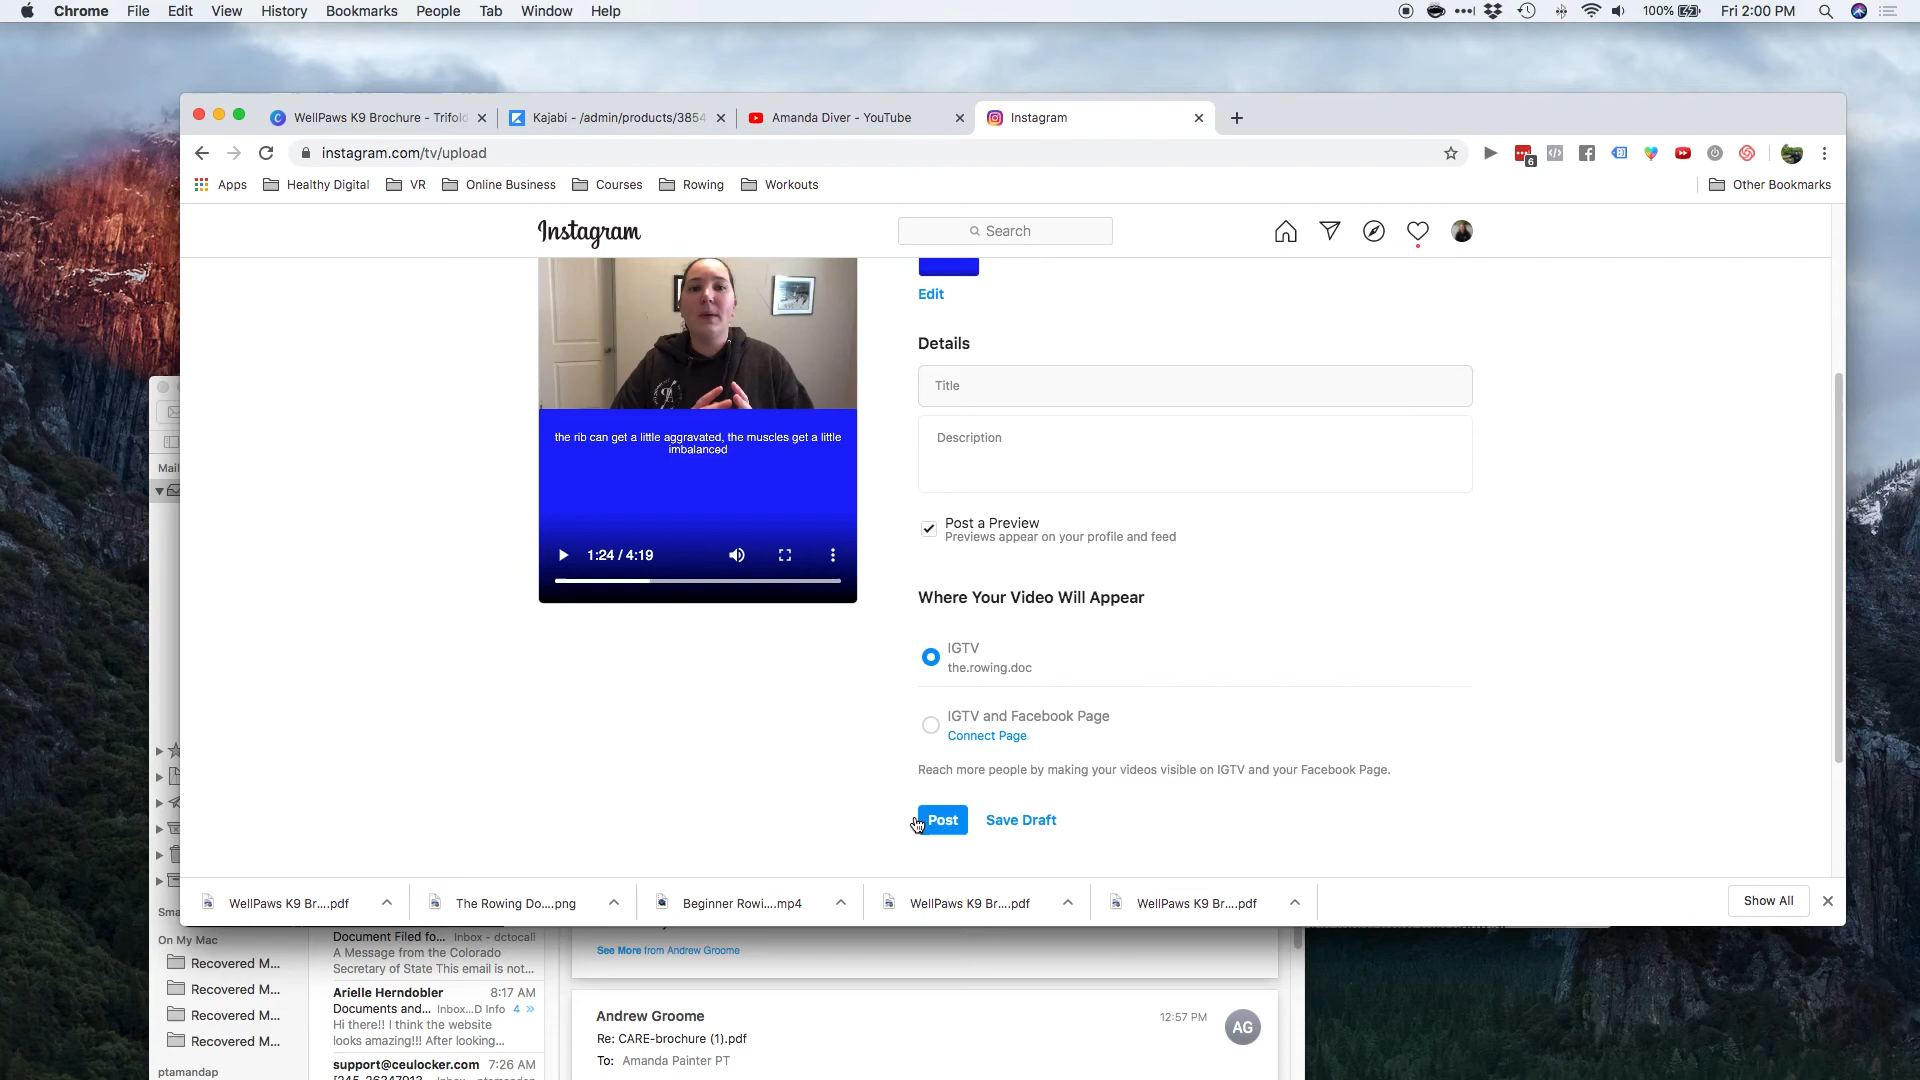 Chrome File Edit View History Bookmarks People Tab Window Help
100% Fri 2:00 PM
WellPaws K9 Brochure - Trifold
Kajabi - /admin/products/3854
Amanda Diver - YouTube
Instagram
instagram.com/tv/upload
6
Apps Healthy Digital VR Online Business Courses Rowing Workouts Other Bookmarks
Instagram
Search
Edit
Details
Title
Description
the rib can get a little aggravated, the muscles get a little
imbalanced
1:24 / 4:19
Post a Preview
Previews appear on your profile and feed
Where Your Video Will Appear
IGTV
the.rowing.doc
IGTV and Facebook Page
Connect Page
Reach more people by making your videos visible on IGTV and your Facebook Page.
Post Save Draft
WellPaws K9 Br....pdf
The Rowing Do....png
Beginner Rowi....mp4
WellPaws K9 Br....pdf
WellPaws K9 Br....pdf
Show All
Mail
Sma
On My Mac
Recovered M...
Recovered M...
Recovered M...
Recovered M...
ptamandap
Document Filed fo... Inbox - dctocali
A Message from the Colorado
Secretary of State This email is not...
Arielle Herndobler 8:17 AM
Documents and... Inbox...D Info 4
Hi there!! I think the website
looks amazing!!! After looking...
support@ceulocker.com 7:26 AM
See More from Andrew Groome
Andrew Groome 12:57 PM
AG
Re: CARE-brochure (1).pdf
To: Amanda Painter PT